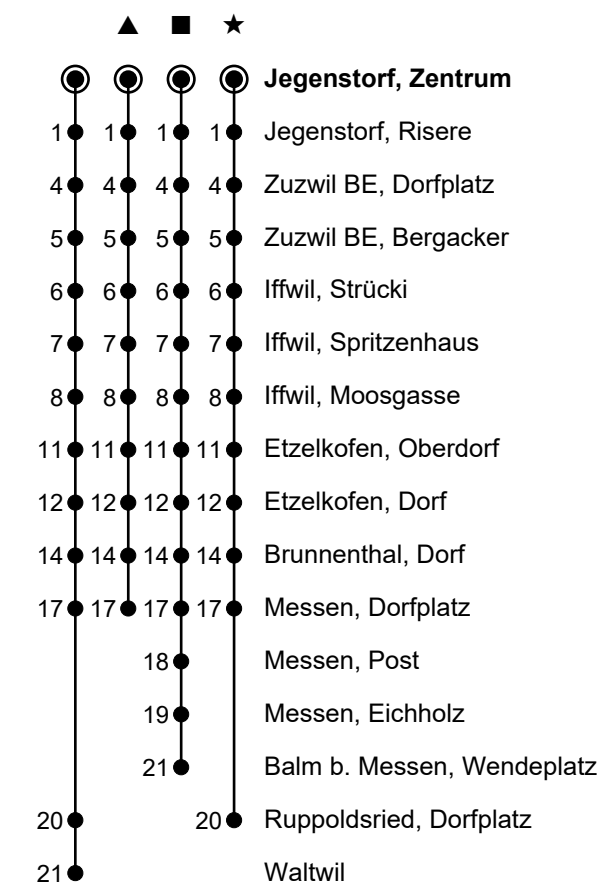 ▲ ■ ★
Jegenstorf, Zentrum
1 1 1 1 Jegenstorf, Risere
4 4 4 4 Zuzwil BE, Dorfplatz
5 5 5 5 Zuzwil BE, Bergacker
6 6 6 6 Iffwil, Strücki
7 7 7 7 Iffwil, Spritzenhaus
8 8 8 8 Iffwil, Moosgasse
11 11 11 11 Etzelkofen, Oberdorf
12 12 12 12 Etzelkofen, Dorf
14 14 14 14 Brunnenthal, Dorf
17 17 17 17 Messen, Dorfplatz
18 Messen, Post
19 Messen, Eichholz
21 Balm b. Messen, Wendeplatz
20 20 Ruppoldsried, Dorfplatz
21 Waltwil